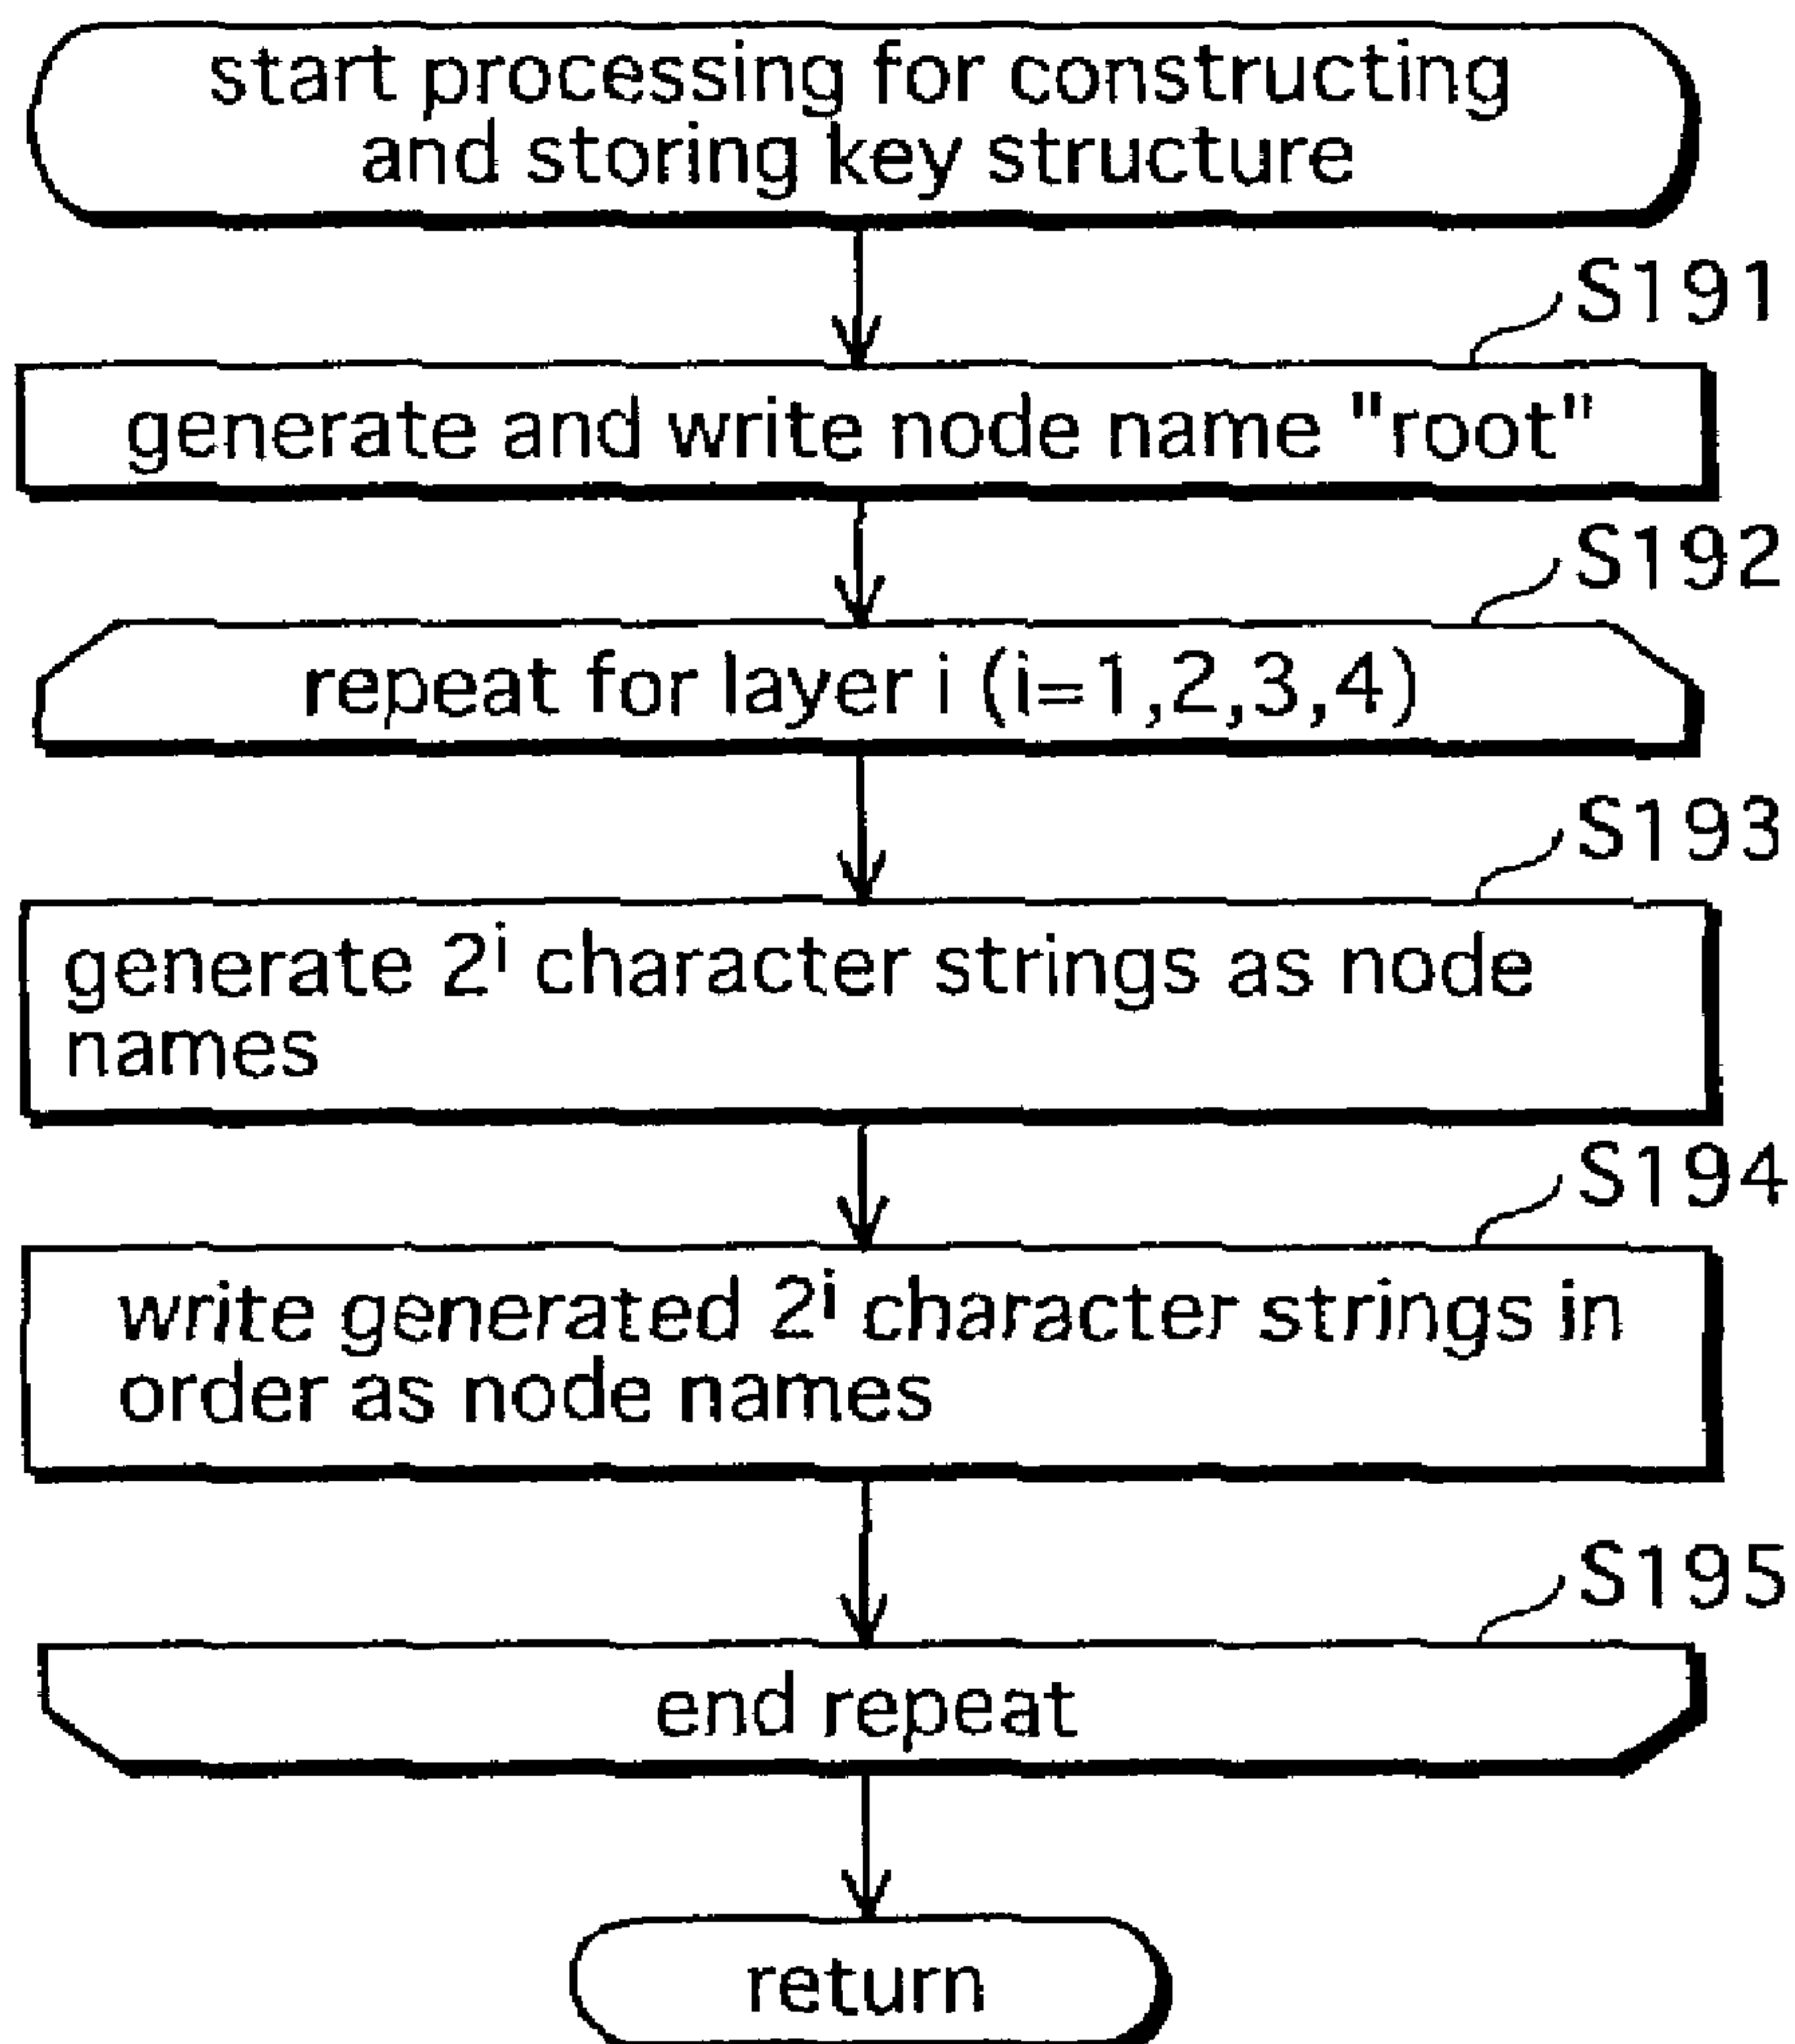 start processing for constructing
and storing key structure
S191
generate and write node name "root"
S192
repeat for layer i (i=1,2,3,4)
S193
generate 2ⁱ character strings as node
names
S194
write generated 2ⁱ character strings in
order as node names
S195
end repeat
return